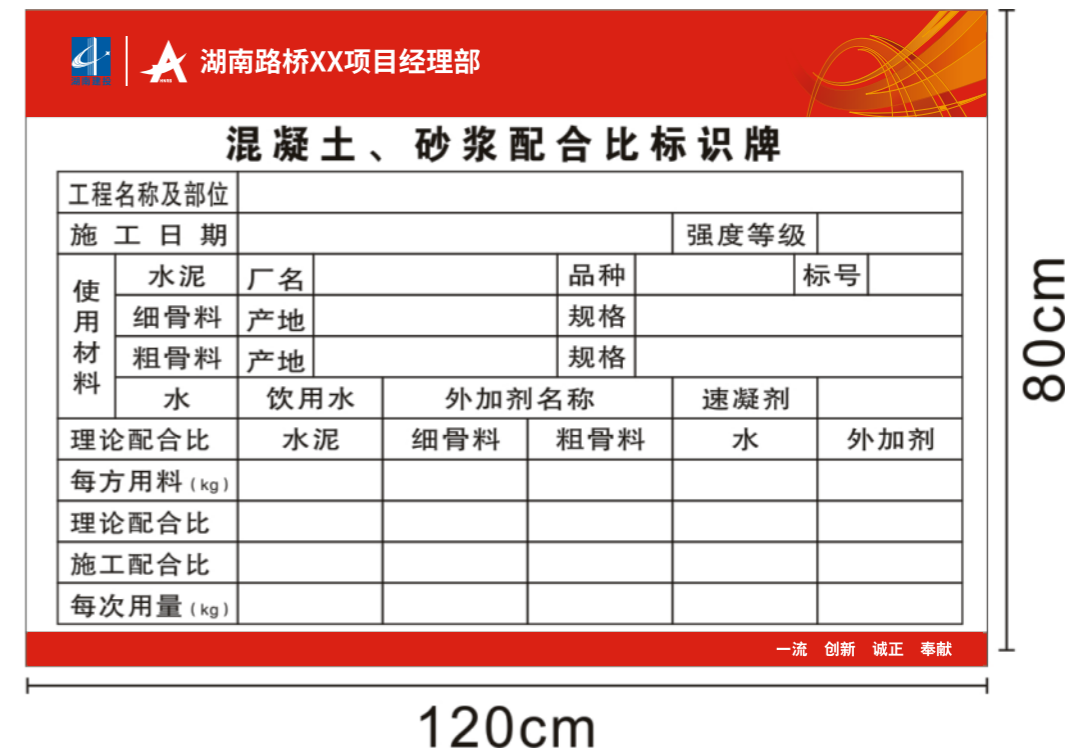 湖南路桥XX项目经理部
混凝土、砂浆配合比标识牌
工程名称及部位
施工日期 强度等级
使用材料
水泥 厂名 品种 标号
细骨料 产地 规格
粗骨料 产地 规格
水 饮用水 外加剂名称 速凝剂
理论配合比 水泥 细骨料 粗骨料 水 外加剂
每方用料(kg)
理论配合比
施工配合比
每次用量(kg)
一流 创新 诚正 奉献
80cm
120cm